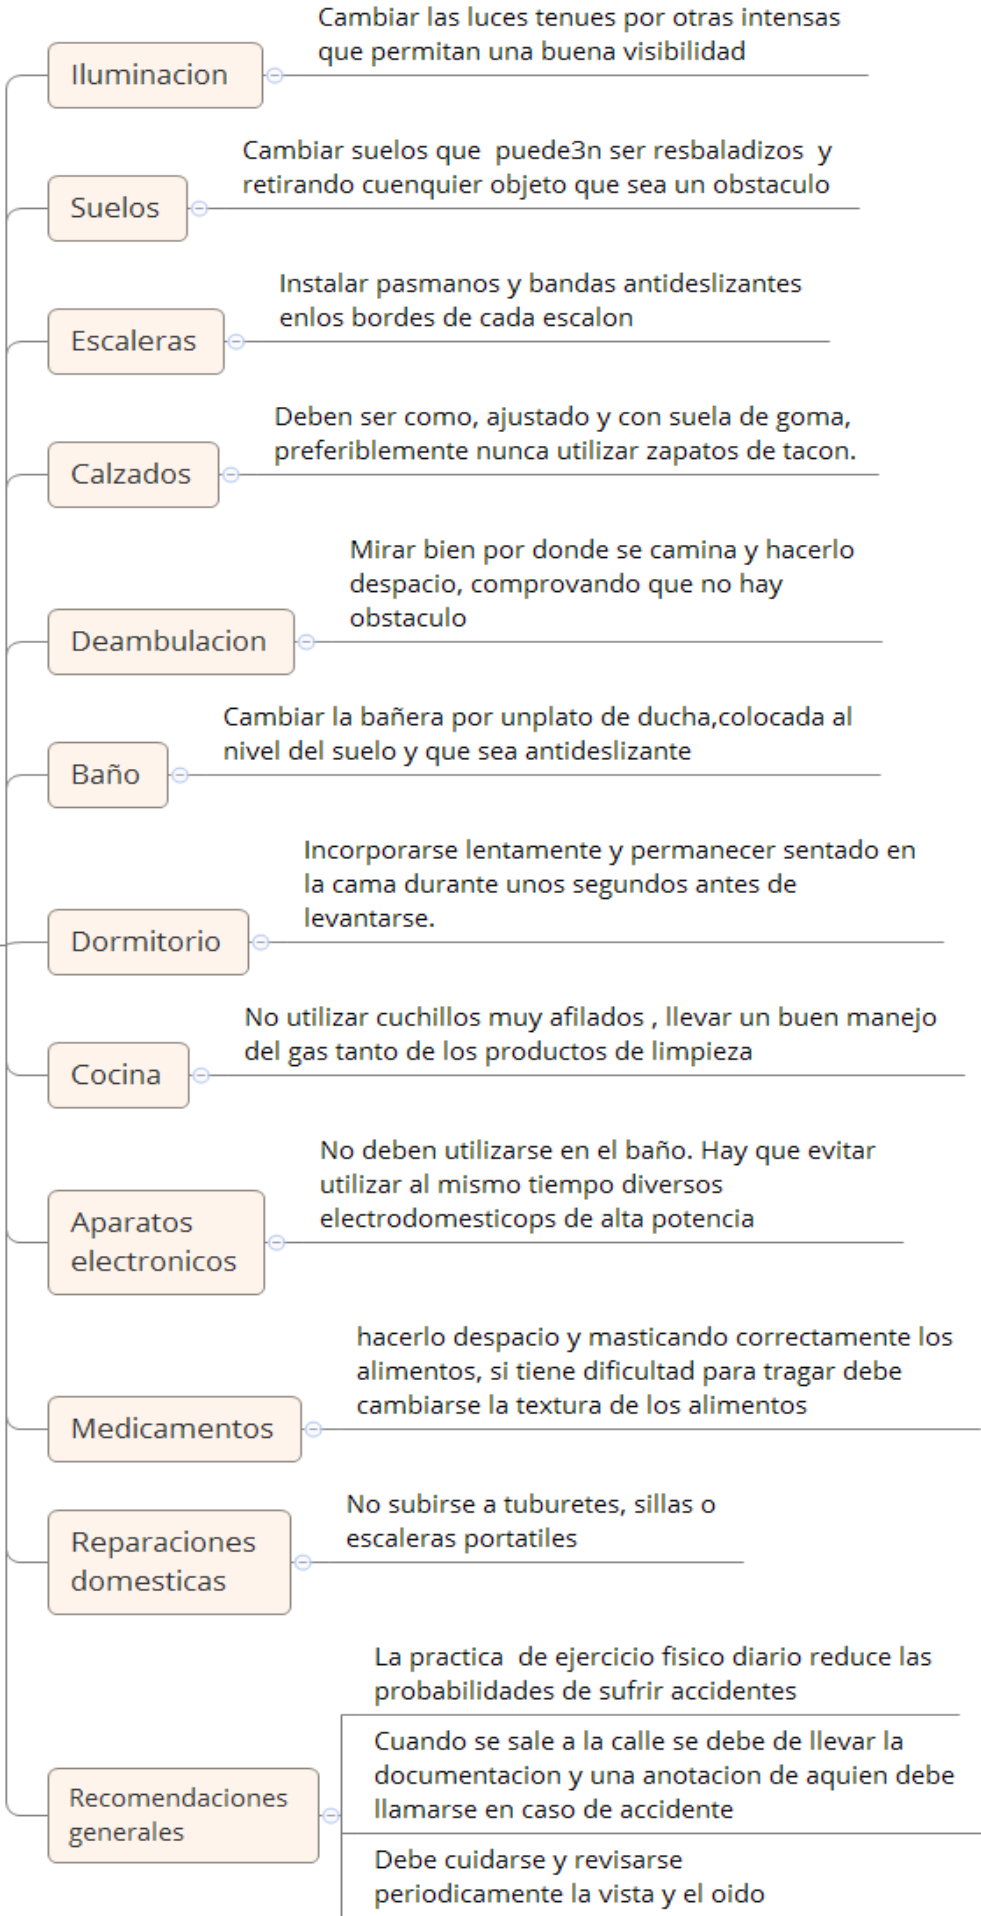 Iluminacion
Cambiar las luces tenues por otras intensas
que permitan una buena visibilidad
Suelos
Cambiar suelos que  puede3n ser resbaladizos  y
retirando cuenquier objeto que sea un obstaculo
Escaleras
Instalar pasmanos y bandas antideslizantes
enlos bordes de cada escalon
Calzados
Deben ser como, ajustado y con suela de goma,
preferiblemente nunca utilizar zapatos de tacon.
Deambulacion
Mirar bien por donde se camina y hacerlo
despacio, comprovando que no hay
obstaculo
Baño
Cambiar la bañera por unplato de ducha,colocada al
nivel del suelo y que sea antideslizante
Dormitorio
Incorporarse lentamente y permanecer sentado en
la cama durante unos segundos antes de
levantarse.
Cocina
No utilizar cuchillos muy afilados , llevar un buen manejo
del gas tanto de los productos de limpieza
Aparatos
electronicos
No deben utilizarse en el baño. Hay que evitar
utilizar al mismo tiempo diversos
electrodomesticops de alta potencia
Medicamentos
hacerlo despacio y masticando correctamente los
alimentos, si tiene dificultad para tragar debe
cambiarse la textura de los alimentos
Reparaciones
domesticas
No subirse a tuburetes, sillas o
escaleras portatiles
Recomendaciones
generales
La practica  de ejercicio fisico diario reduce las
probabilidades de sufrir accidentes
Cuando se sale a la calle se debe de llevar la
documentacion y una anotacion de aquien debe
llamarse en caso de accidente
Debe cuidarse y revisarse
periodicamente la vista y el oido